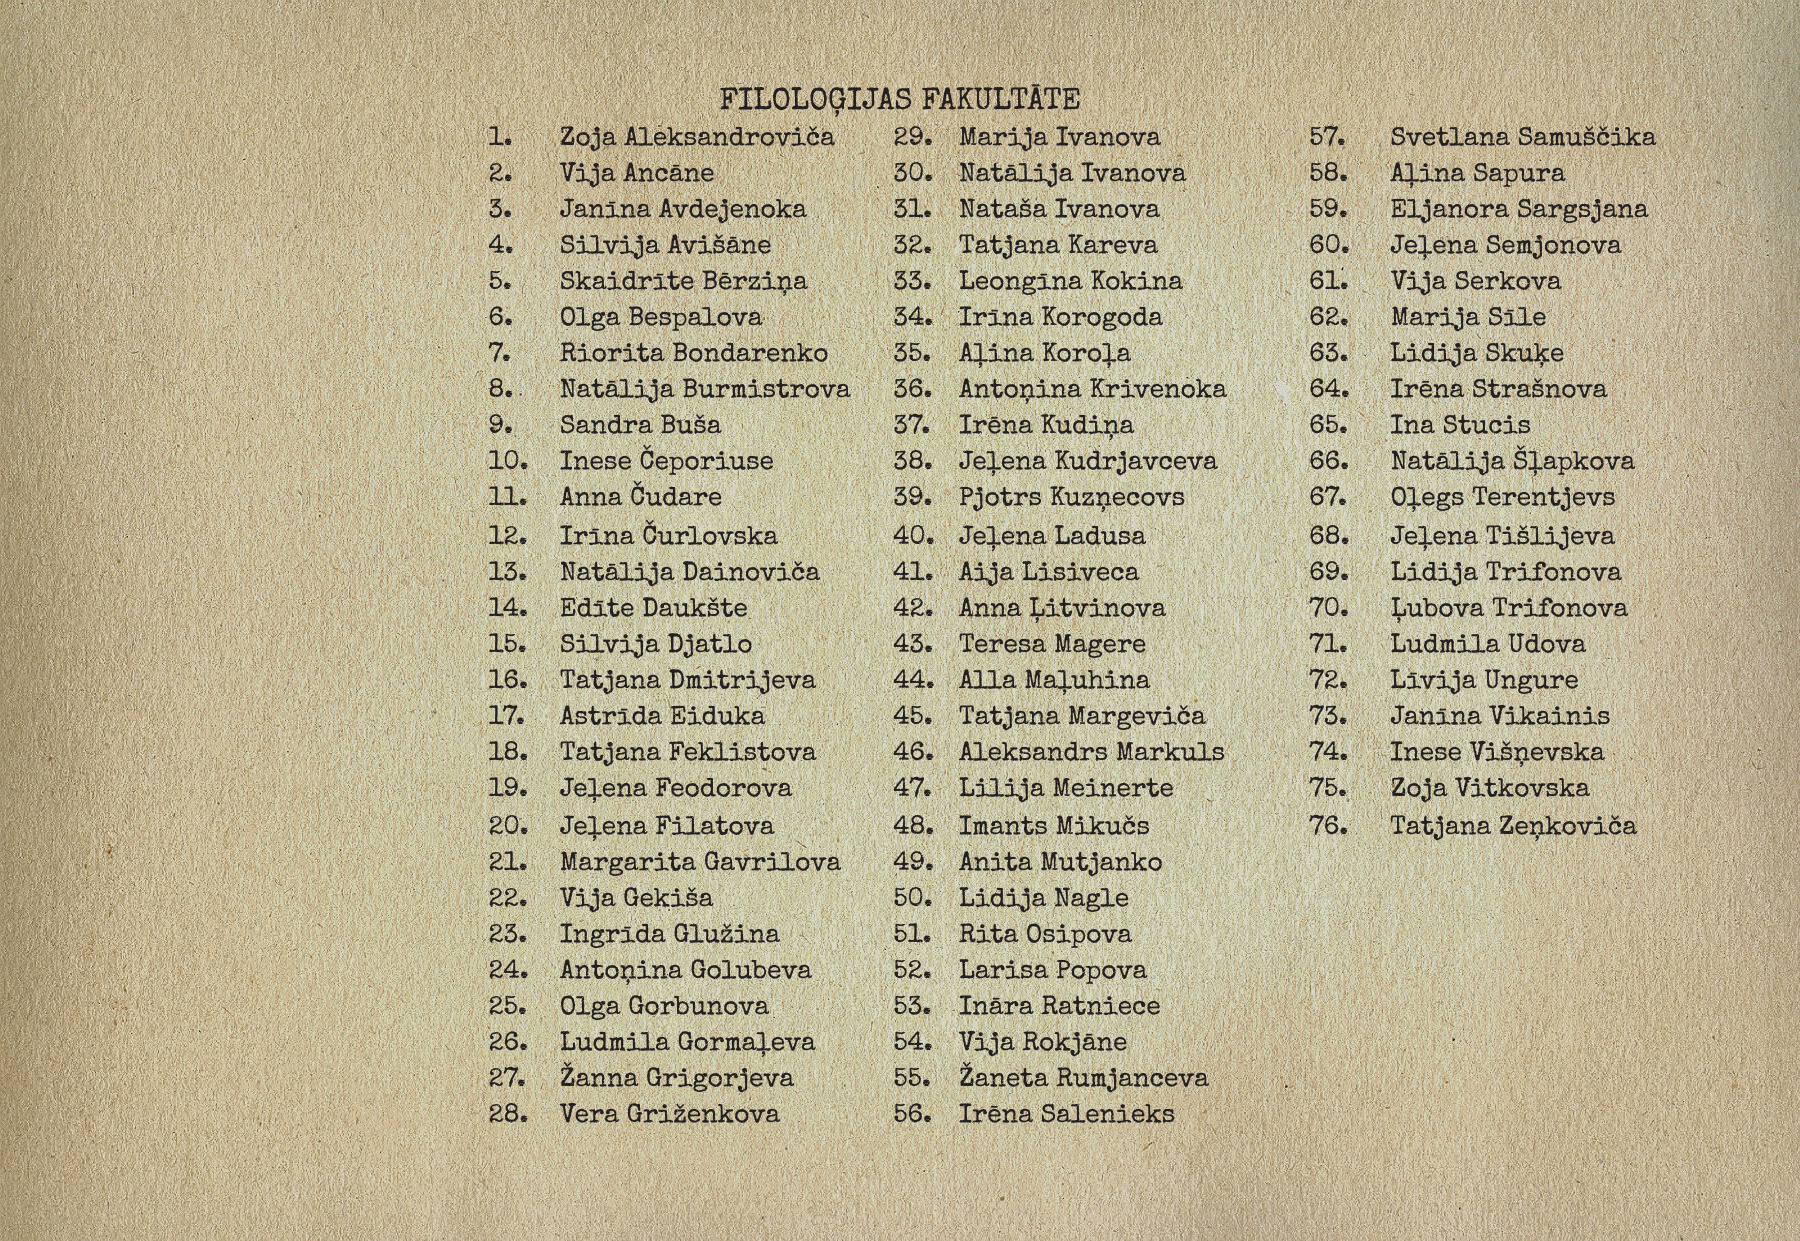 FILOLOĢIJAS FAKULTĀTE
1. Zoja Aleksandroviča
2. Vija Ancāne
3. Janīna Avdejenoka
4. Silvija Avišāne
5. Skaidrīte Bērziņa
6. Olga Bespalova
7. Riorita Bondarenko
8. Natālija Burmistrova
9. Sandra Buša
10. Inese Čeporiuse
11. Anna Čudare
12. Irīna Čurlovska
13. Natālija Dainoviča
14. Edīte Daukšte
15. Silvija Djatlo
16. Tatjana Dmitrijeva
17. Astrīda Eiduka
18. Tatjana Feklistova
19. Jeļena Feodorova
20. Jeļena Filatova
21. Margarita Gavrilova
22. Vija Gekiša
23. Ingrīda Glužina
24. Antoņina Golubeva
25. Olga Gorbunova
26. Ludmila Gormaļeva
27. Žanna Grigorjeva
28. Vera Griženkova
29. Marija Ivanova
30. Natālija Ivanova
31. Nataša Ivanova
32. Tatjana Kareva
33. Leongīna Kokina
34. Irīna Korogoda
35. Aļina Koroļa
36. Antoņina Krivenoka
37. Irēna Kudiņa
38. Jeļena Kudrjavceva
39. Pjotrs Kuzņecovs
40. Jeļena Ladusa
41. Aija Lisiveca
42. Anna Ļitvinova
43. Teresa Magere
44. Alla Maļuhina
45. Tatjana Margeviča
46. Aleksandrs Markuls
47. Lilija Meinerte
48. Imants Mikučs
49. Anita Mutjanko
50. Lidija Nagle
51. Rita Osipova
52. Larisa Popova
53. Ināra Ratniece
54. Vija Rokjāne
55. Žaneta Rumjanceva
56. Irēna Salenieks
57. Svetlana Samuščika
58. Aļina Sapura
59. Eljanora Sargsjana
60. Jeļena Semjonova
61. Vija Serkova
62. Marija Sīle
63. Lidija Skuķe
64. Irēna Strašnova
65. Ina Stucis
66. Natālija Šļapkova
67. Oļegs Terentjevs
68. Jeļena Tišlijeva
69. Lidija Trifonova
70. Ļubova Trifonova
71. Ludmila Udova
72. Līvija Ungure
73. Janīna Vikainis
74. Inese Višņevska
75. Zoja Vitkovska
76. Tatjana Zeņkoviča